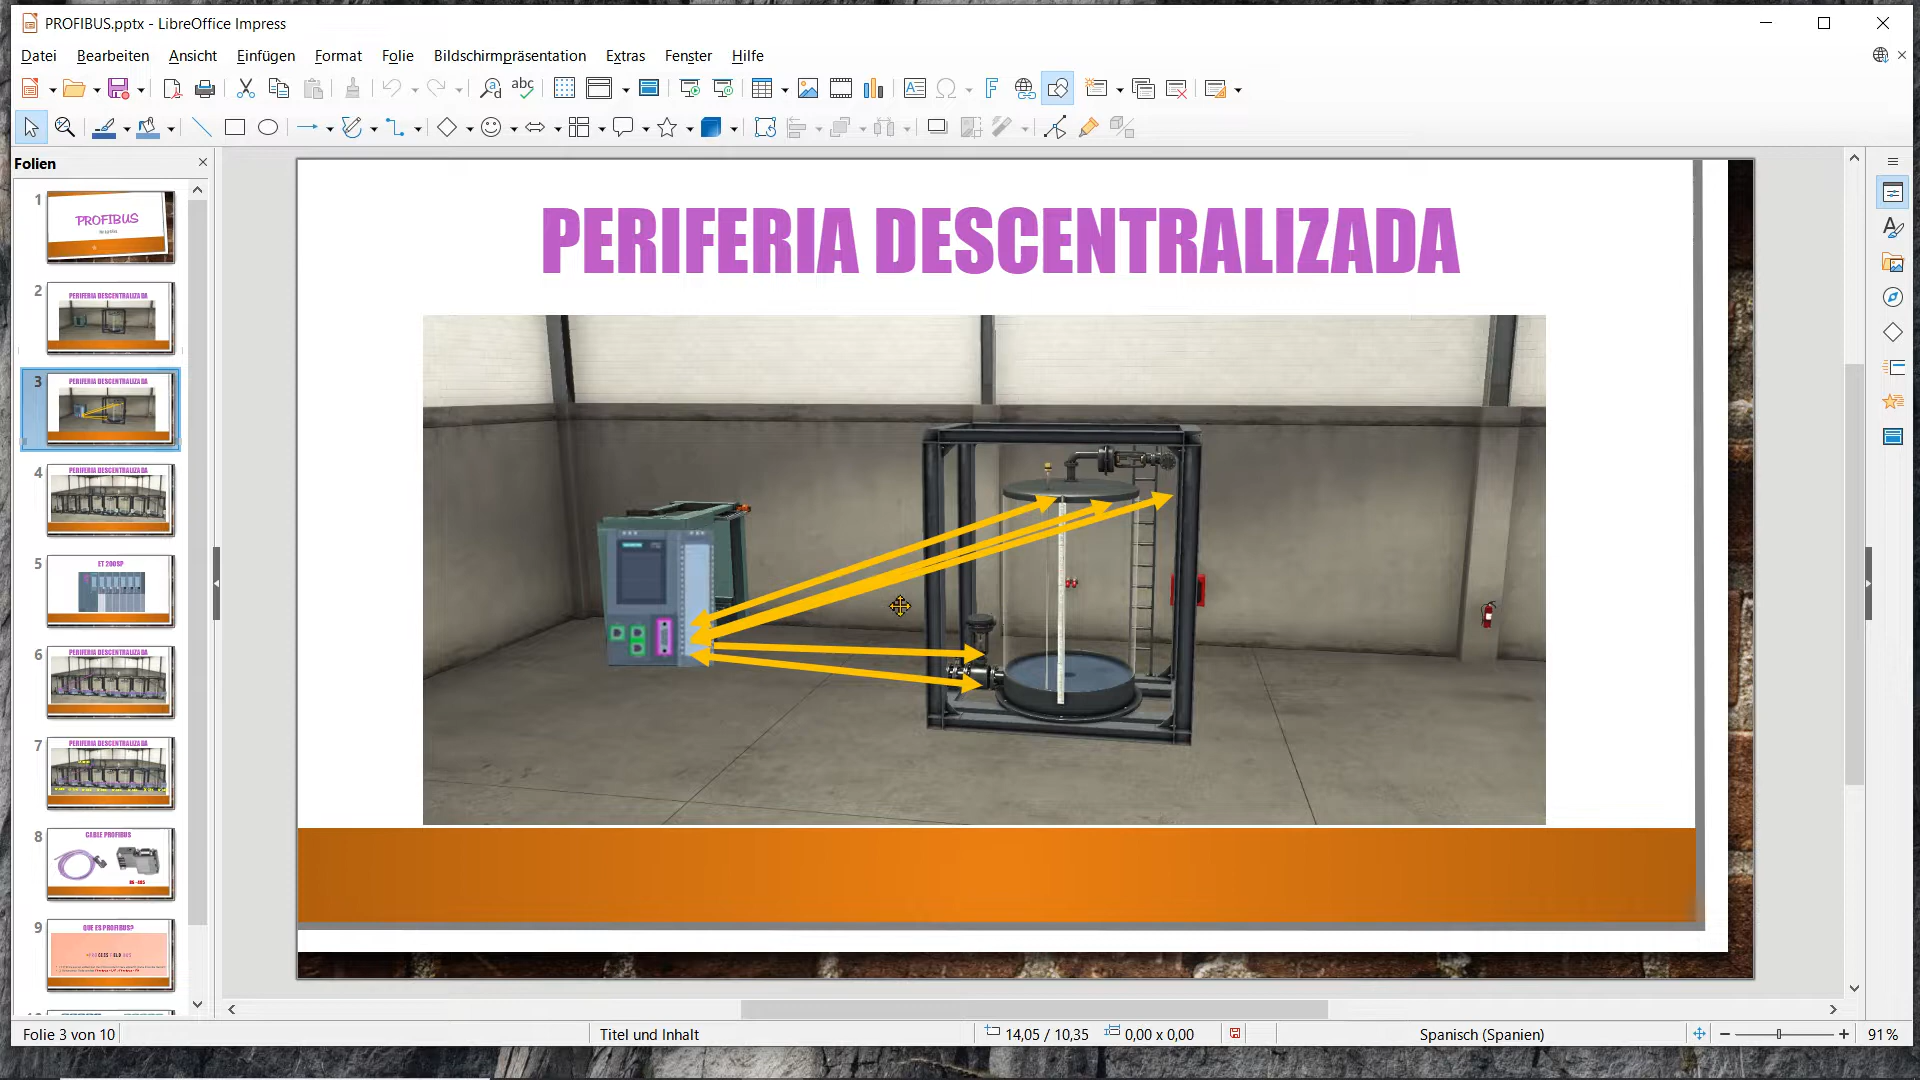 PROFIBUS.pptx - LibreOffice Impress
Datei Bearbeiten Ansicht Einfügen Format Folie Bildschirmpräsentation Extras Fenster Hilfe
Folien
1
PROFIBUS
2
PERIFERIA DESCENTRALIZADA
3
PERIFERIA DESCENTRALIZADA
4
PERIFERIA DESCENTRALIZADA
5
ET 200SP
6
PERIFERIA DESCENTRALIZADA
7
PERIFERIA DESCENTRALIZADA
8
CABLE PROFIBUS
RS - 485
9
QUE ES PROFIBUS?
PERIFERIA DESCENTRALIZADA
Folie 3 von 10
Titel und Inhalt
14,05 / 10,35
0,00 x 0,00
Spanisch (Spanien)
91 %